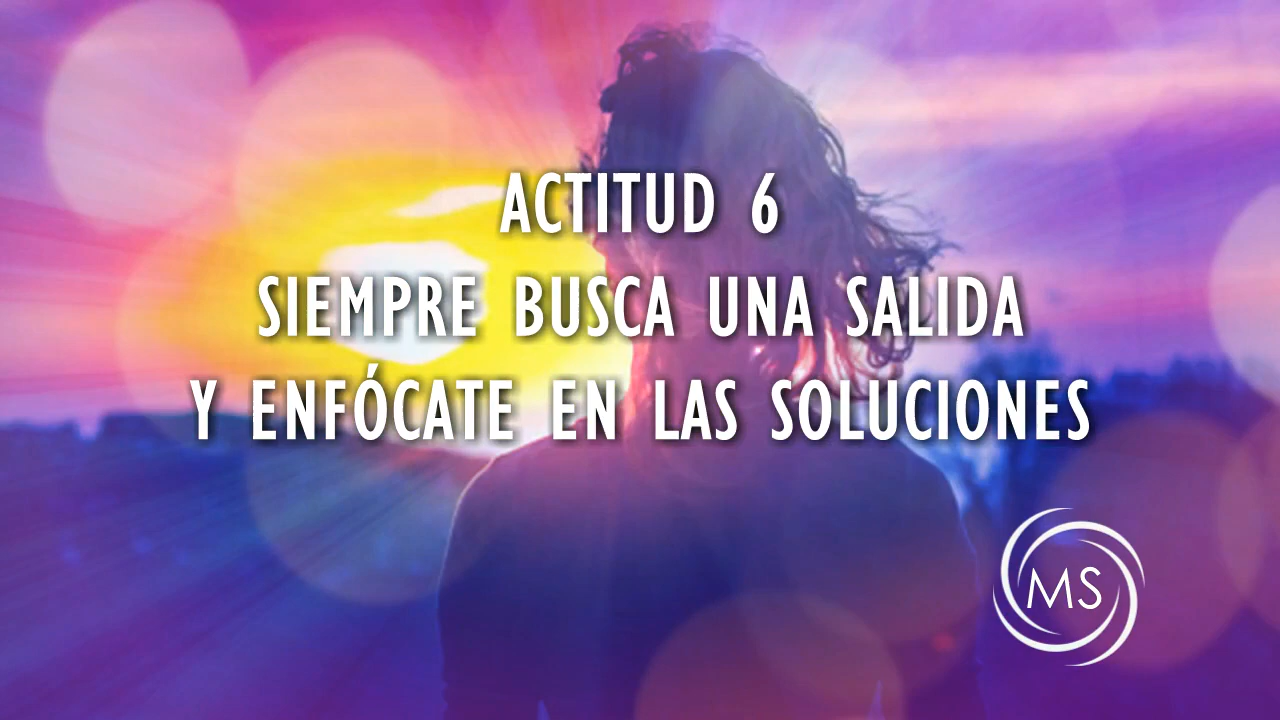 ACTITUD 6
SIEMPRE BUSCA UNA SALIDA
Y ENFÓCATE EN LAS SOLUCIONES
MS